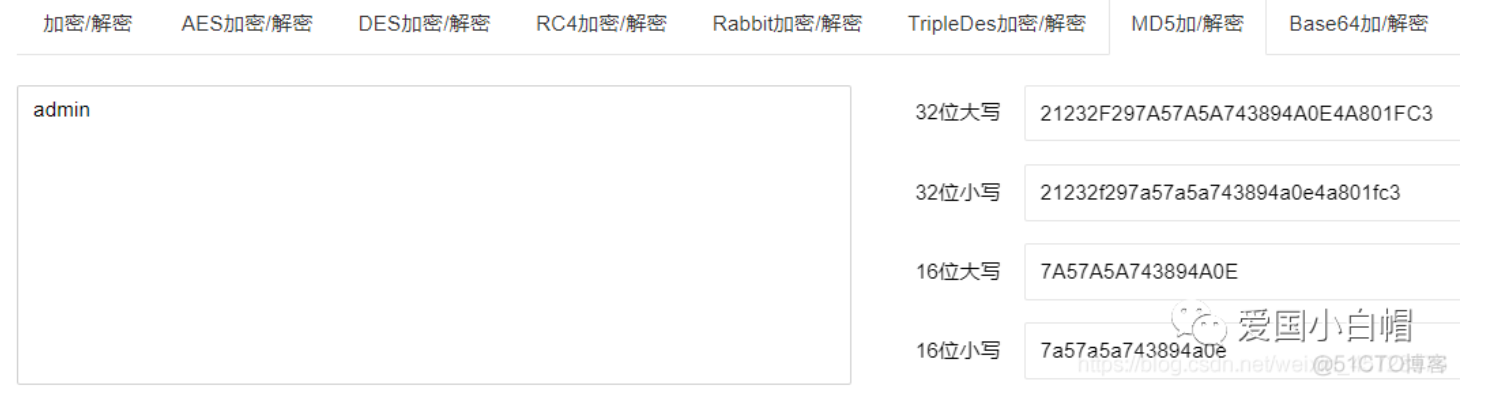 加密/解密 AES加密/解密 DES加密/解密 RC4加密/解密 Rabbit加密/解密 TripleDes加密/解密 MD5加/解密 Base64加/解密
admin
32位大写 21232F297A57A5A743894A0E4A801FC3
32位小写 21232f297a57a5a743894a0e4a801fc3
16位大写 7A57A5A743894A0E
爱国小白帽
16位小写 7a57a5a743894a0e
https://blog.csdn.net/weixin_
@51CTO博客